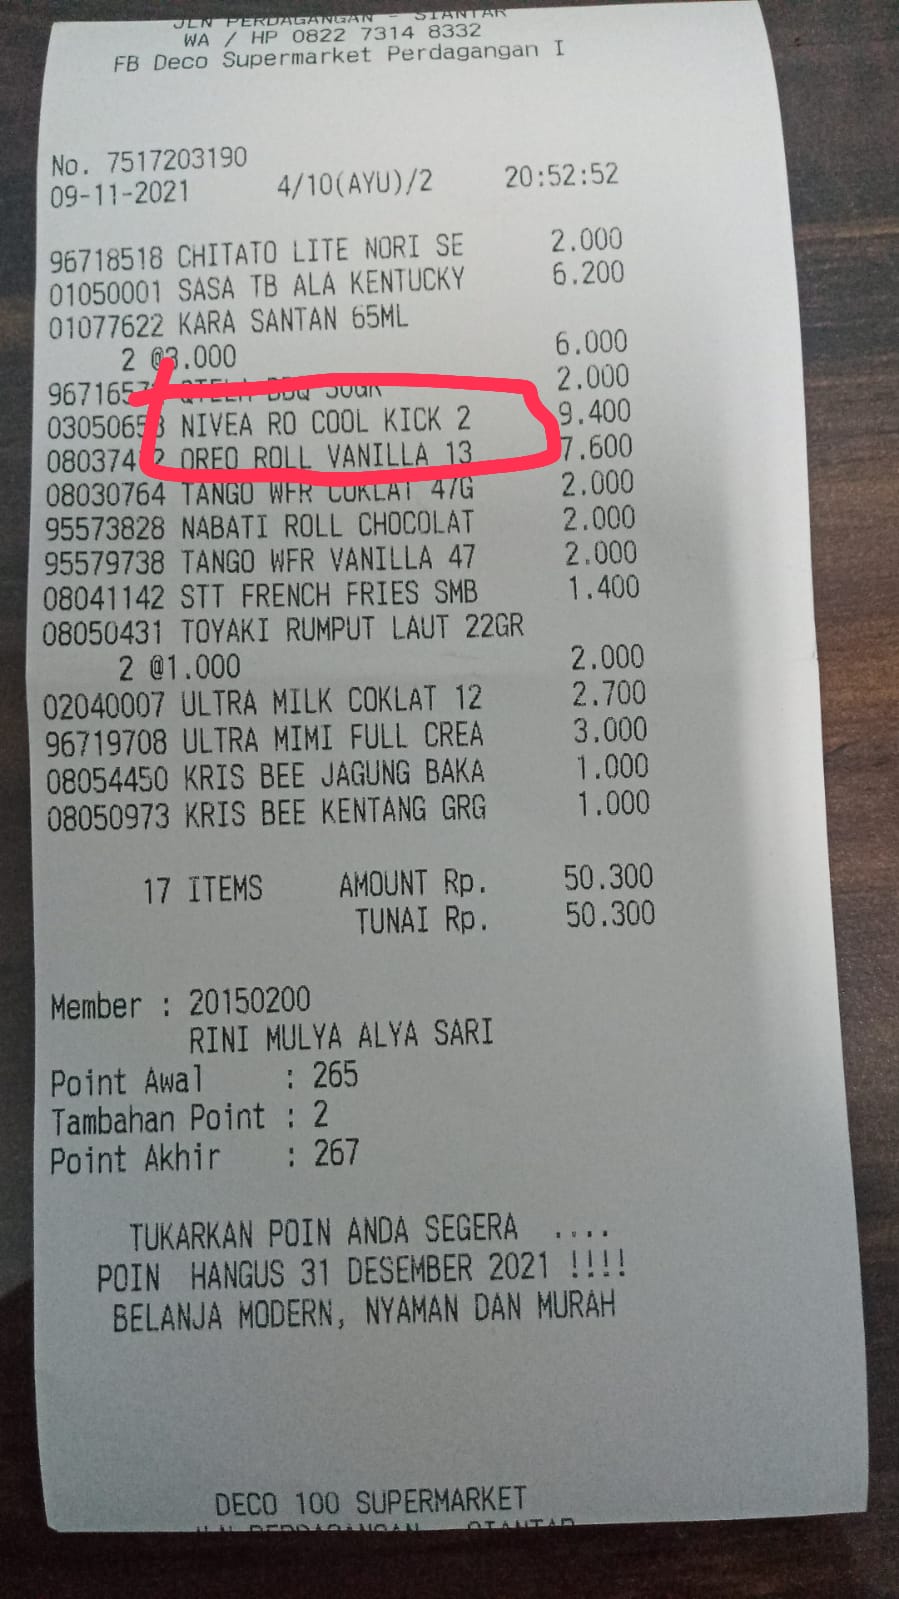 JLN PERDAGANGAN - SIANTAR
WA / HP 0822 7314 8332
FB Deco Supermarket Perdagangan I
No. 7517203190
09-11-2021 4/10(AYU)/2 20:52:52
96718518 CHITATO LITE NORI SE 2.000
01050001 SASA TB ALA KENTUCKY 6.200
01077622 KARA SANTAN 65ML
2 @3.000 6.000
QTELA BBQ 30GR 2.000
NIVEA RO COOL KICK 2 9.400
OREO ROLL VANILLA 13 7.600
08030764 TANGO WFR COKLAT 47G 2.000
95573828 NABATI ROLL CHOCOLAT 2.000
95579738 TANGO WFR VANILLA 47 2.000
08041142 STT FRENCH FRIES SMB 1.400
08050431 TOYAKI RUMPUT LAUT 22GR
2 @1.000 2.000
02040007 ULTRA MILK COKLAT 12 2.700
96719708 ULTRA MIMI FULL CREA 3.000
08054450 KRIS BEE JAGUNG BAKA 1.000
08050973 KRIS BEE KENTANG GRG 1.000
17 ITEMS AMOUNT Rp. 50.300
TUNAI Rp. 50.300
Member : 20150200
RINI MULYA ALYA SARI
Point Awal : 265
Tambahan Point : 2
Point Akhir : 267
TUKARKAN POIN ANDA SEGERA ....
POIN HANGUS 31 DESEMBER 2021 !!!!
BELANJA MODERN, NYAMAN DAN MURAH
DECO 100 SUPERMARKET
JLN PERDAGANGAN - SIANTAR